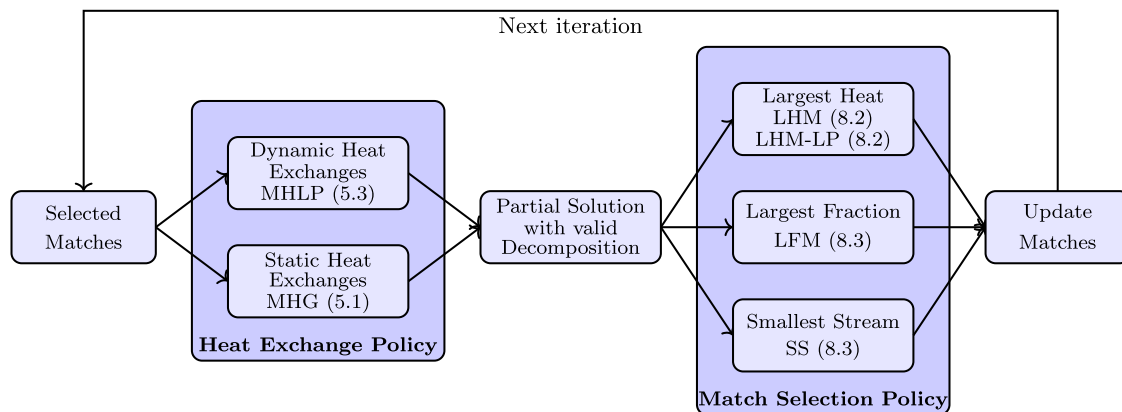 Next iteration
Selected
Matches
Dynamic Heat
Exchanges
MHLP (5.3)
Static Heat
Exchanges
MHG (5.1)
Heat Exchange Policy
Partial Solution
with valid
Decomposition
Largest Heat
LHM (8.2)
LHM-LP (8.2)
Largest Fraction
LFM (8.3)
Smallest Stream
SS (8.3)
Match Selection Policy
Update
Matches